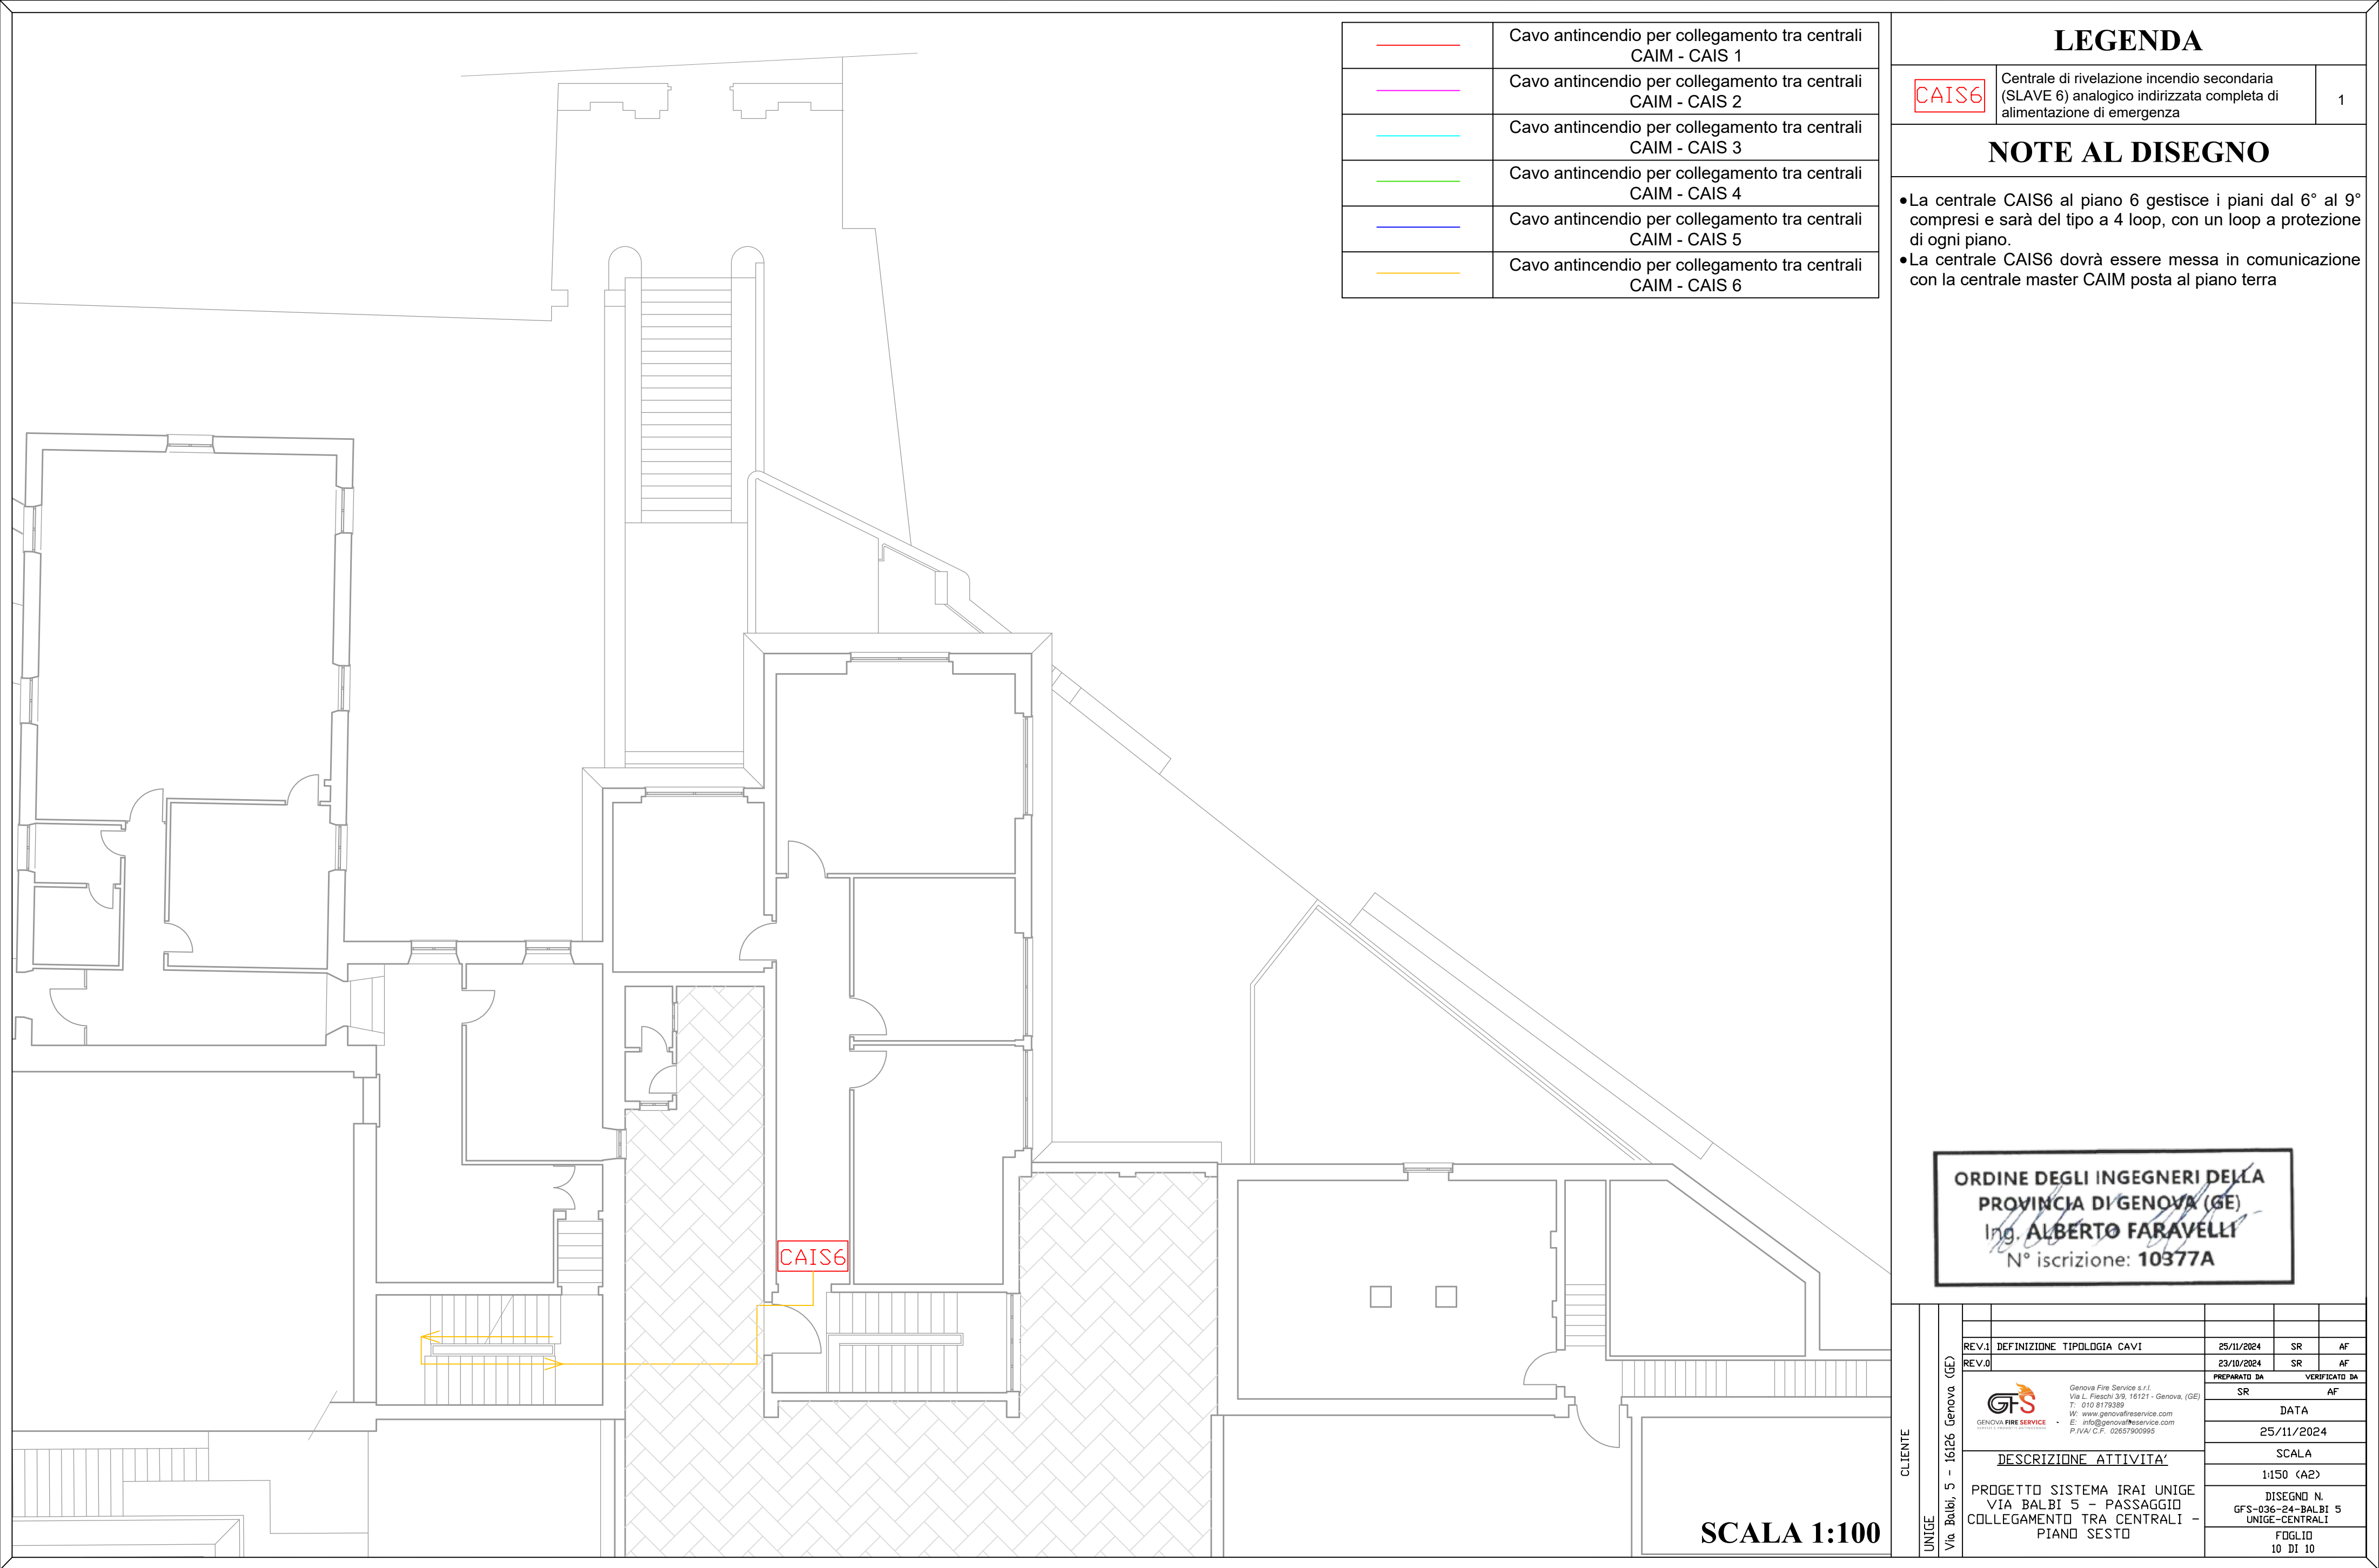 Cavo antincendio per collegamento tra centrali
CAIM - CAIS 1
Cavo antincendio per collegamento tra centrali
CAIM - CAIS 2
Cavo antincendio per collegamento tra centrali
CAIM - CAIS 3
Cavo antincendio per collegamento tra centrali
CAIM - CAIS 4
Cavo antincendio per collegamento tra centrali
CAIM - CAIS 5
Cavo antincendio per collegamento tra centrali
CAIM - CAIS 6
LEGENDA
CAIS6
Centrale di rivelazione incendio secondaria
(SLAVE 6) analogico indirizzata completa di
alimentazione di emergenza
1
NOTE AL DISEGNO
•La centrale CAIS6 al piano 6 gestisce i piani dal 6° al 9°
compresi e sarà del tipo a 4 loop, con un loop a protezione
di ogni piano.
•La centrale CAIS6 dovrà essere messa in comunicazione
con la centrale master CAIM posta al piano terra
CAIS6
SCALA 1:100
ORDINE DEGLI INGEGNERI DELLA
PROVINCIA DI GENOVA (GE)
Ing. ALBERTO FARAVELLI
N° iscrizione: 10377A
CLIENTE
UNIGE
Via Balbi, 5 - 16126 Genova (GE)
REV.1 DEFINIZIONE TIPOLOGIA CAVI 25/11/2024 SR AF
REV.0 23/10/2024 SR AF
PREPARATO DA VERIFICATO DA
SR AF
GFS
GENOVA FIRE SERVICE
Genova Fire Service s.r.l.
Via L. Fieschi 3/9, 16121 - Genova, (GE)
T: 010 8179389
W: www.genovafireservice.com
E: info@genovafireservice.com
P.IVA/ C.F. 02657900995
DATA
25/11/2024
SCALA
1:150 (A2)
DISEGNO N.
GFS-036-24-BALBI 5
UNIGE-CENTRALI
FOGLIO
10 DI 10
DESCRIZIONE ATTIVITA'
PROGETTO SISTEMA IRAI UNIGE
VIA BALBI 5 - PASSAGGIO
COLLEGAMENTO TRA CENTRALI -
PIANO SESTO